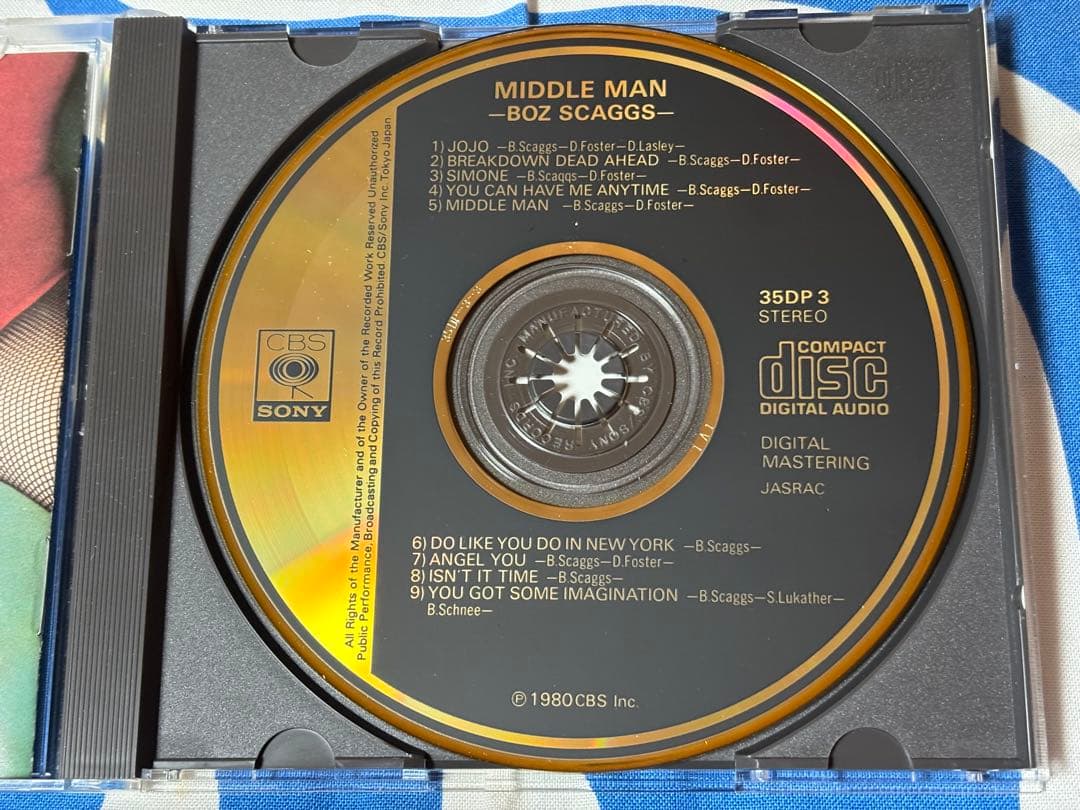 MIDDLE MAN
—BOZ SCAGGS—
1) JOJO —B.Scaggs—D.Foster—D.Lasley—
2) BREAKDOWN DEAD AHEAD —B.Scaggs—D.Foster—
3) SIMONE —B.Scaggs—D.Foster—
4) YOU CAN HAVE ME ANYTIME —B.Scaggs—D.Foster—
5) MIDDLE MAN —B.Scaggs—D.Foster—
All Rights of the Manufacturer and of the Owner of the Recorded Work Reserved Unauthorized
Public Performance, Broadcasting and Copying of this Record Prohibited. CBS/Sony Inc. Tokyo Japan.
CBS
SONY
MANUFACTURED BY CBS/SONY RECORDS INC.
35DP 3
STEREO
COMPACT
disc
DIGITAL AUDIO
DIGITAL
MASTERING
JASRAC
6) DO LIKE YOU DO IN NEW YORK —B.Scaggs—
7) ANGEL YOU —B.Scaggs—D.Foster—
8) ISN'T IT TIME —B.Scaggs—
9) YOU GOT SOME IMAGINATION —B.Scaggs—S.Lukather—
B.Schnee—
Ⓟ 1980 CBS Inc.